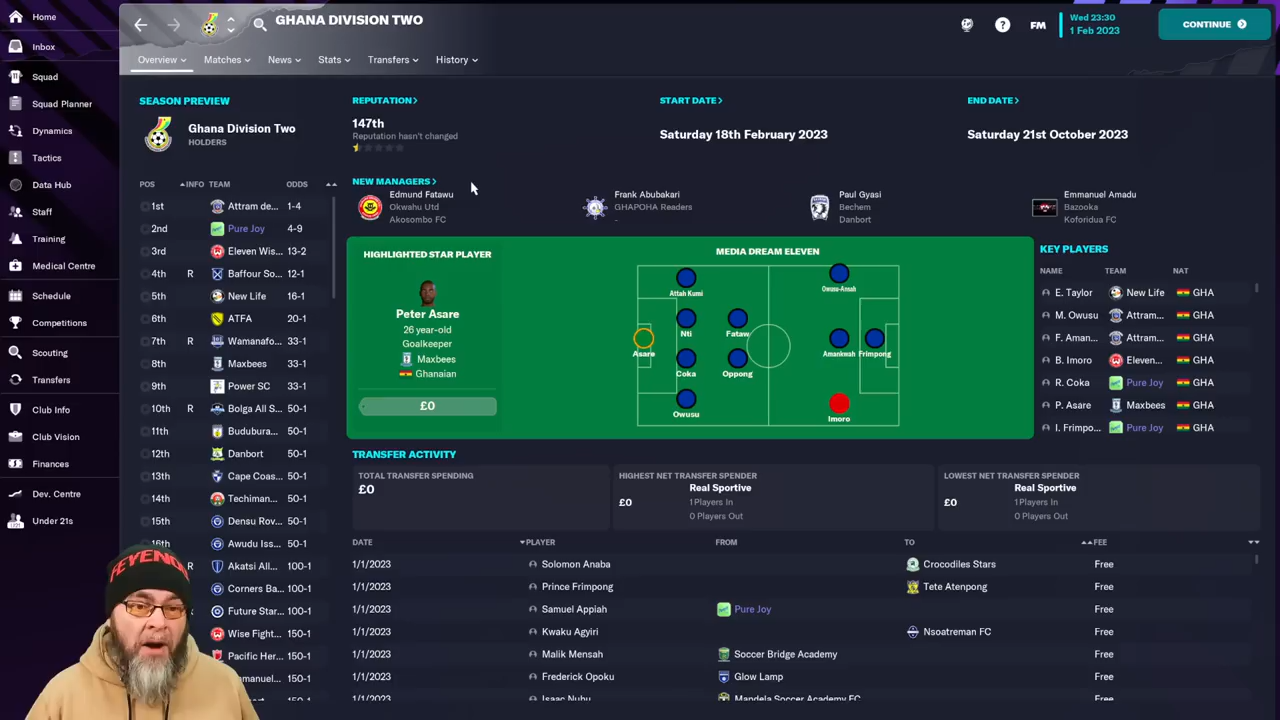 Home
Inbox
Squad
Squad Planner
Dynamics
Tactics
Data Hub
Staff
Training
Medical Centre
Schedule
Competitions
Scouting
Transfers
Club Info
Club Vision
Finances
Dev. Centre
Under 21s
GHANA DIVISION TWO
FM
Wed 23:30
1 Feb 2023
CONTINUE
Overview
Matches
News
Stats
Transfers
History
SEASON PREVIEW
Ghana Division Two
HOLDERS
POS INFO TEAM ODDS
1st Attram de... 1-4
2nd Pure Joy 4-9
3rd Eleven Wis... 13-2
4th R Baffour So... 12-1
5th New Life 16-1
6th ATFA 20-1
7th R Wamanafo... 33-1
8th Maxbees 33-1
9th Power SC 33-1
10th R Bolga All S... 50-1
11th Budubura... 50-1
12th Danbort 50-1
13th Cape Coas... 50-1
14th Techiman... 50-1
15th Densu Rov... 50-1
16th Awudu Iss... 50-1
R Akatsi All... 100-1
Corners Ba... 100-1
Future Star... 100-1
Wise Fight... 150-1
Pacific Her... 150-1
150-1
REPUTATION
147th
Reputation hasn't changed
START DATE
Saturday 18th February 2023
END DATE
Saturday 21st October 2023
NEW MANAGERS
Edmund Fatawu
Okwahu Utd
Akosombo FC
Frank Abubakari
GHAPOHA Readers
-
Paul Gyasi
Bechem
Danbort
Emmanuel Amadu
Bazooka
Koforidua FC
HIGHLIGHTED STAR PLAYER
Peter Asare
26 year-old
Goalkeeper
Maxbees
Ghanaian
£0
MEDIA DREAM ELEVEN
Attah Kumi
Owusu-Ansah
Nti
Fataw
Asare
Amankwah
Frimpong
Coka
Oppong
Owusu
Imoro
KEY PLAYERS
NAME TEAM NAT
E. Taylor New Life GHA
M. Owusu Attram... GHA
F. Aman... Attram... GHA
B. Imoro Eleven... GHA
R. Coka Pure Joy GHA
P. Asare Maxbees GHA
I. Frimpo... Pure Joy GHA
TRANSFER ACTIVITY
TOTAL TRANSFER SPENDING
£0
HIGHEST NET TRANSFER SPENDER
Real Sportive
£0
1 Players In
0 Players Out
LOWEST NET TRANSFER SPENDER
Real Sportive
£0
1 Players In
0 Players Out
DATE PLAYER FROM TO FEE
1/1/2023 Solomon Anaba Crocodiles Stars Free
1/1/2023 Prince Frimpong Tete Atenpong Free
1/1/2023 Samuel Appiah Pure Joy Free
1/1/2023 Kwaku Agyiri Nsoatreman FC Free
1/1/2023 Malik Mensah Soccer Bridge Academy Free
1/1/2023 Frederick Opoku Glow Lamp Free
1/1/2023 Isaac Nuhu Mandela Soccer Academy FC Free